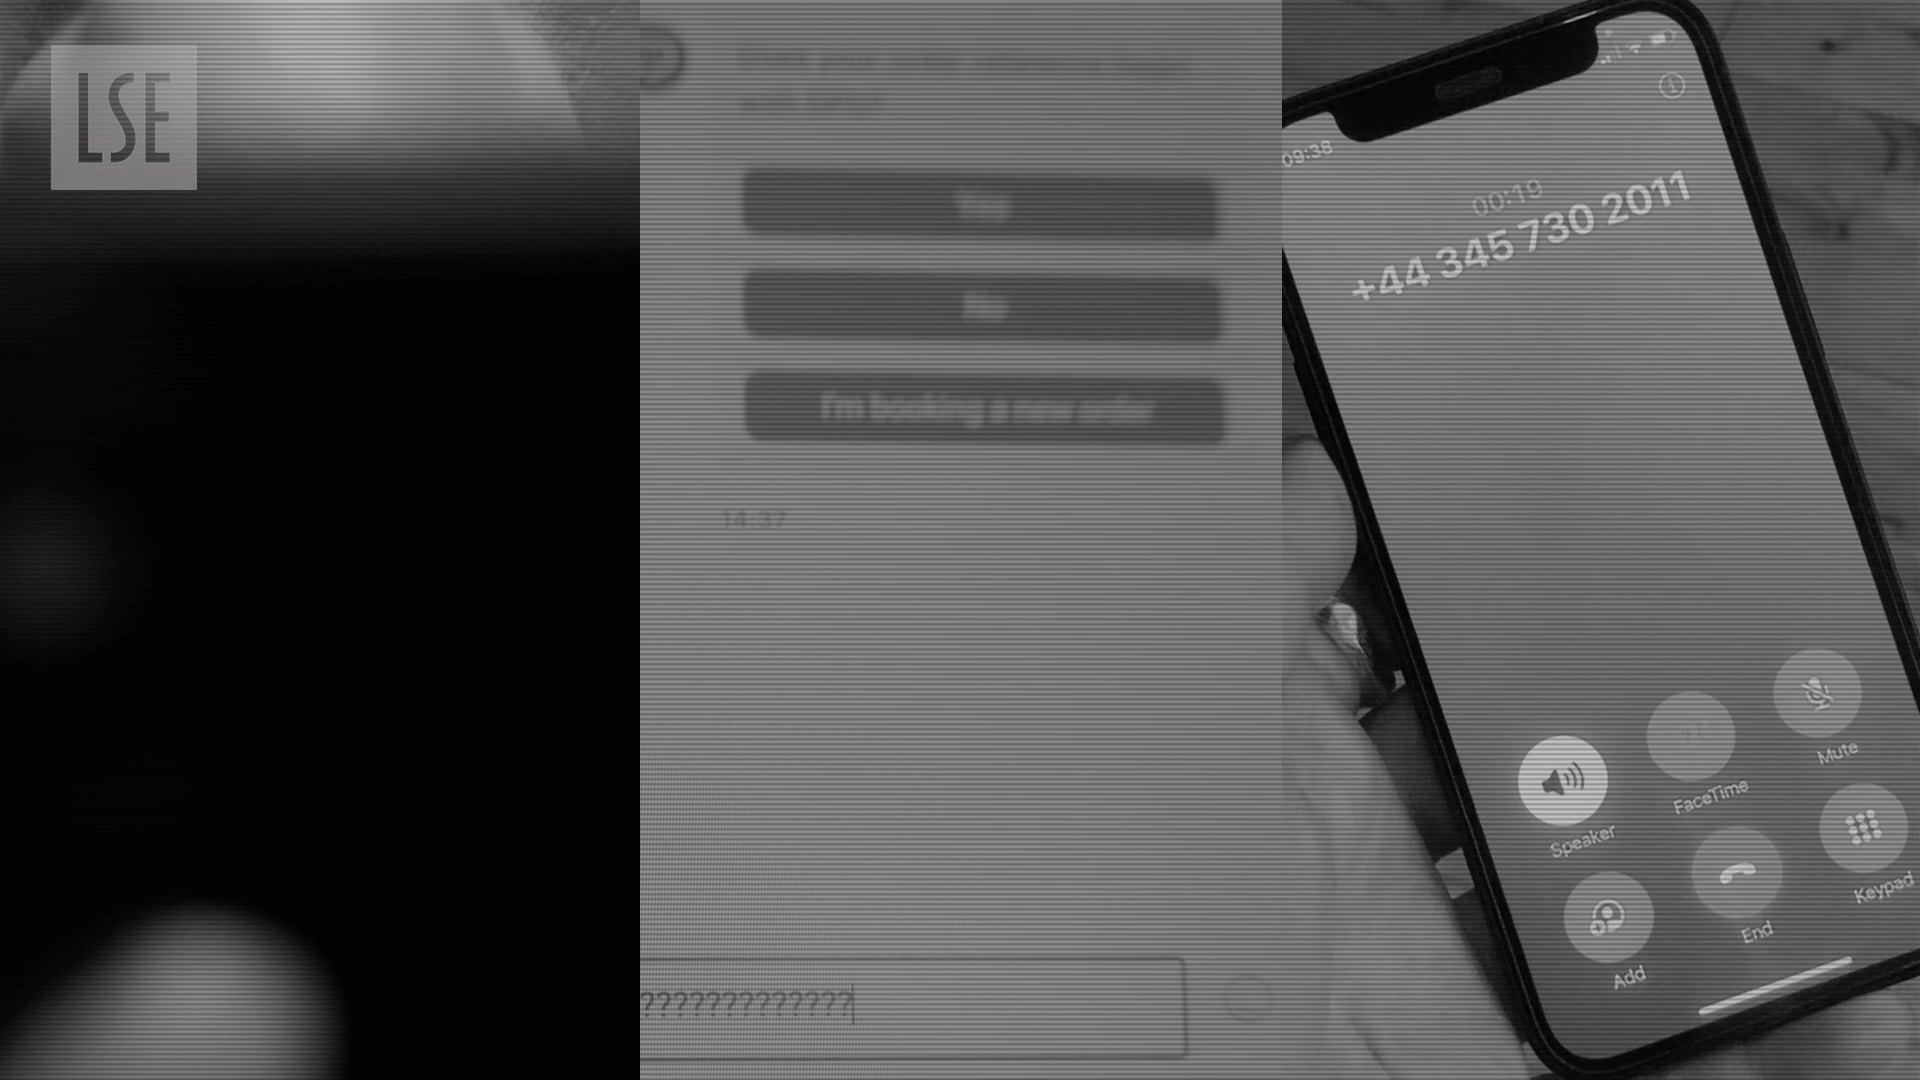 LSE
Yes
No
I'm booking a new order
14:37
?????????????
09:38
00:19
+44 345 730 2011
Speaker
FaceTime
Mute
Add
End
Keypad